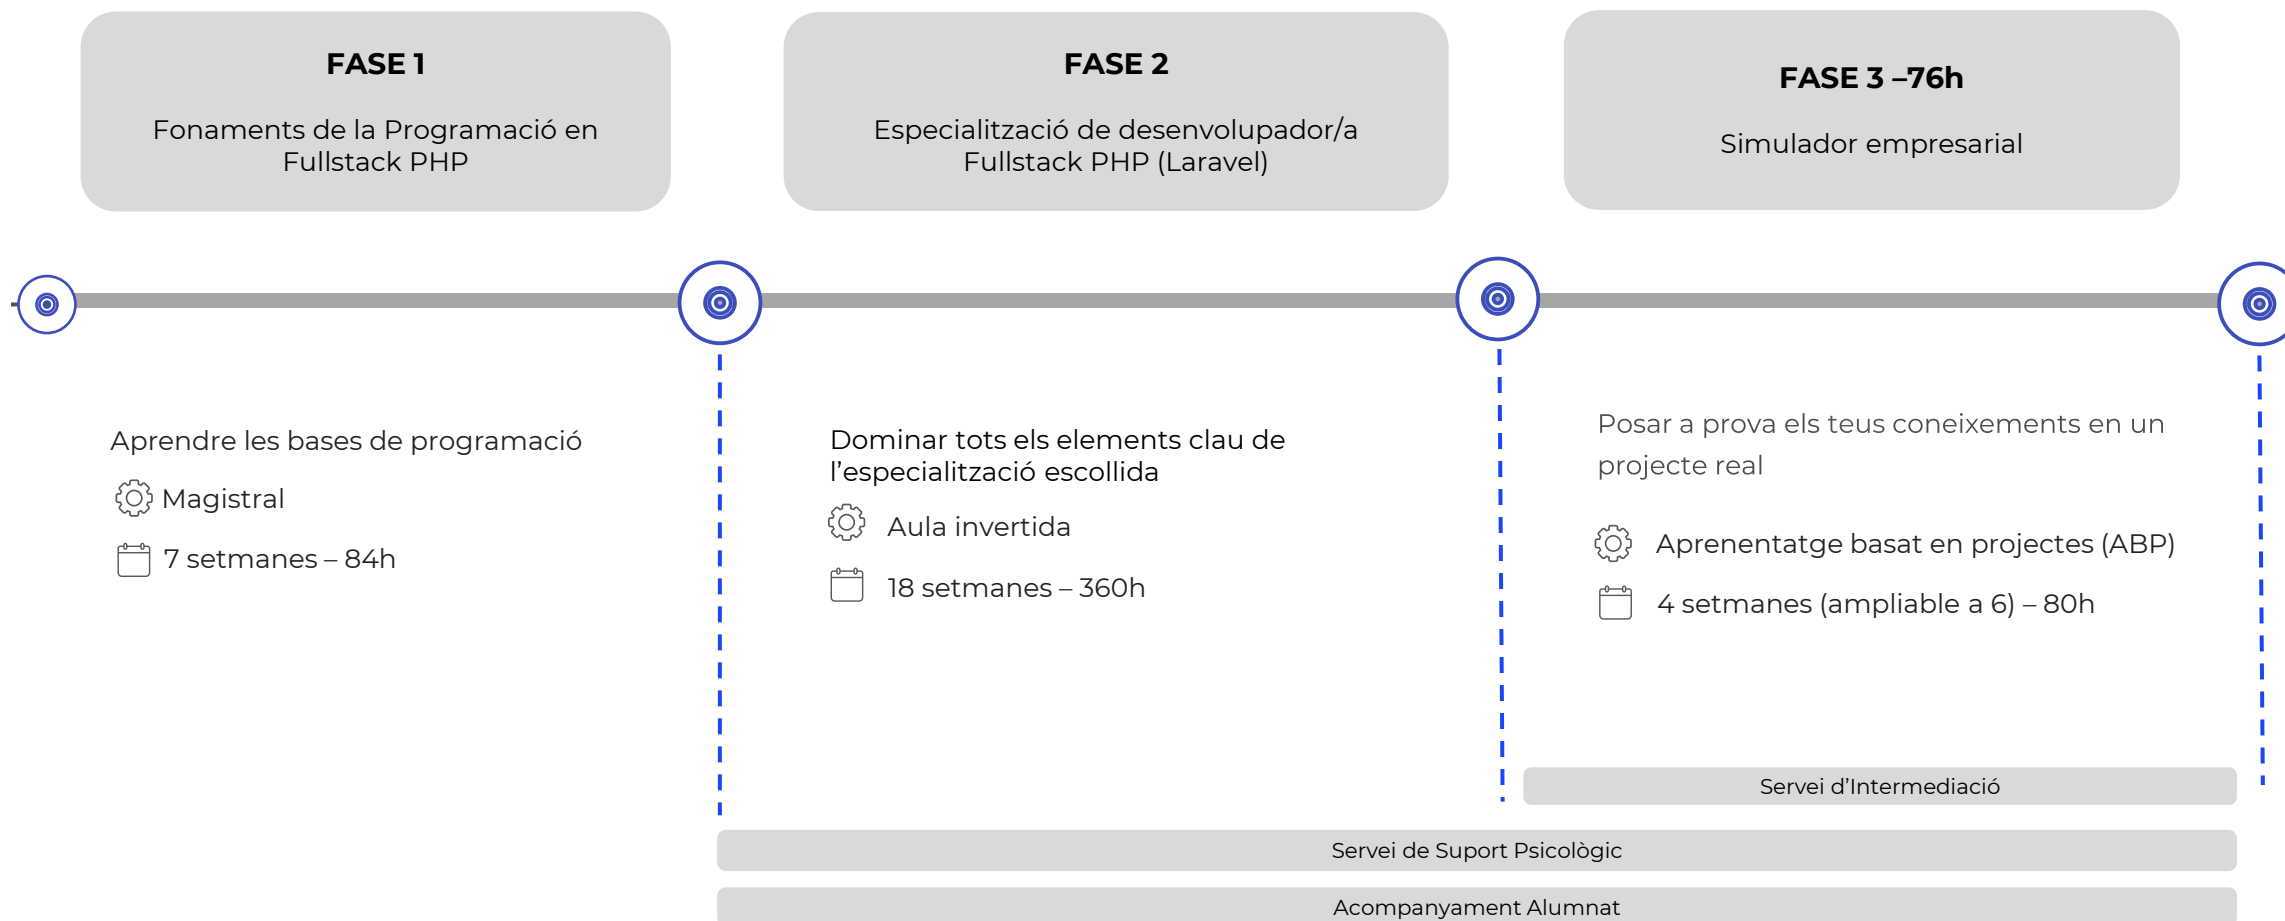 FASE 1
Fonaments de la Programació en
Fullstack PHP
FASE 2
Especialització de desenvolupador/a
Fullstack PHP (Laravel)
FASE 3 –76h
Simulador empresarial
Aprendre les bases de programació
Magistral
7 setmanes – 84h
Dominar tots els elements clau de
l’especialització escollida
Aula invertida
18 setmanes – 360h
Posar a prova els teus coneixements en un
projecte real
Aprenentatge basat en projectes (ABP)
4 setmanes (ampliable a 6) – 80h
Servei d’Intermediació
Servei de Suport Psicològic
Acompanyament Alumnat